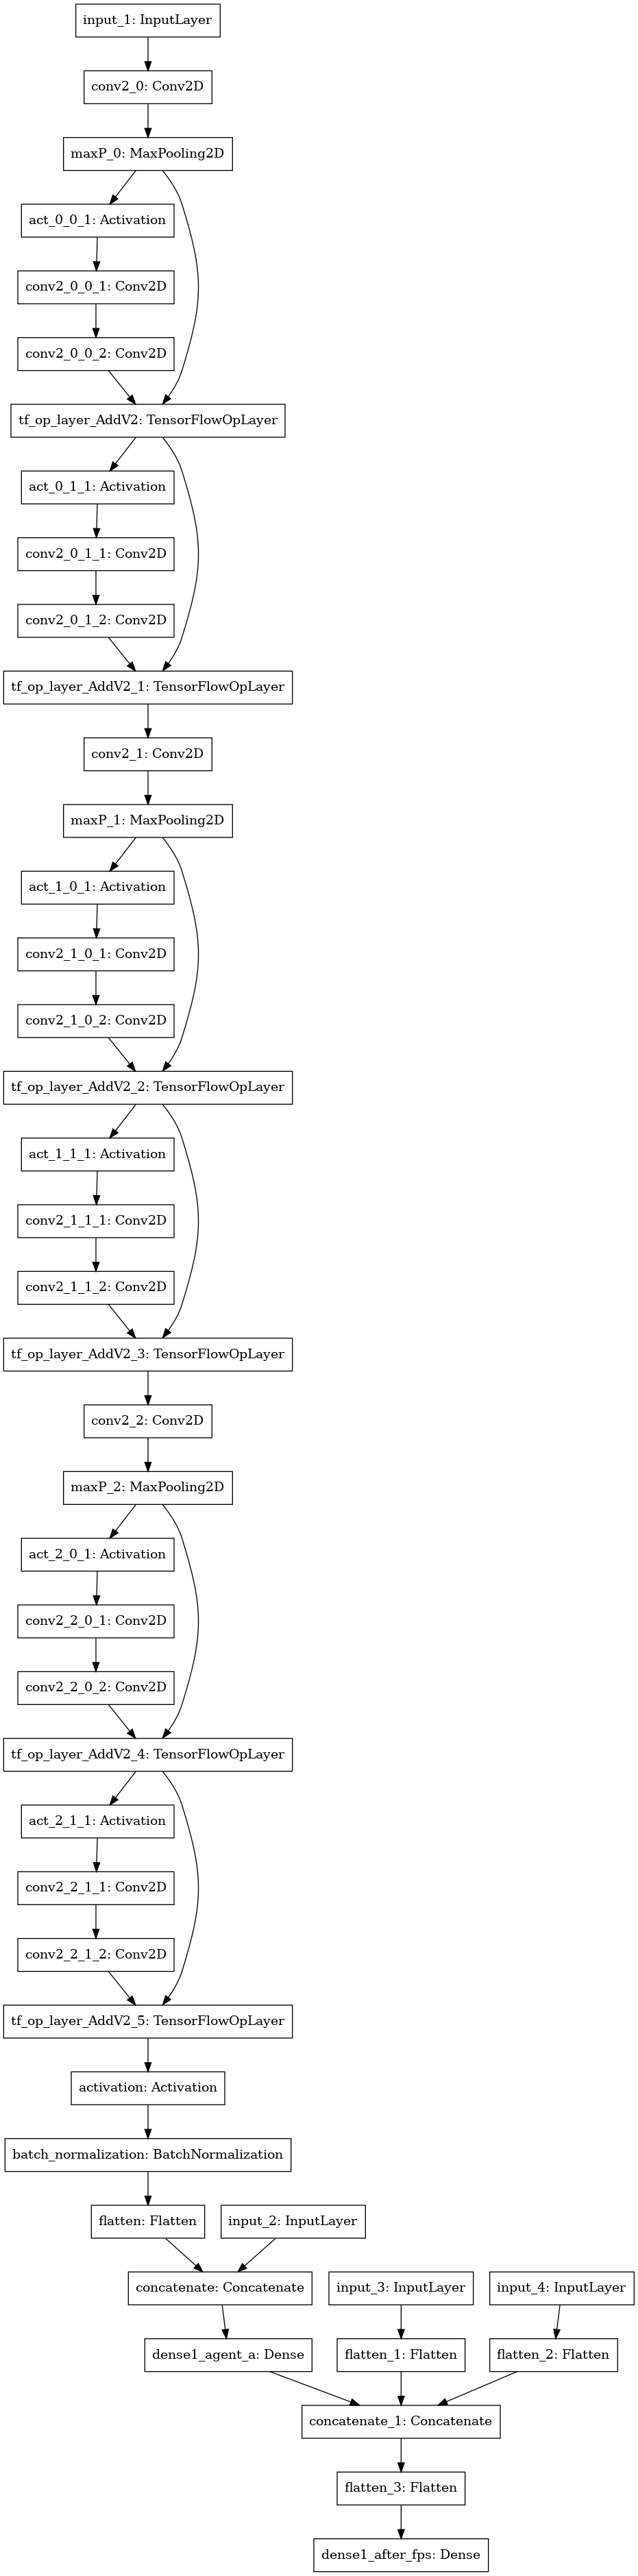 input_1: InputLayer
conv2_0: Conv2D
maxP_0: MaxPooling2D
act_0_0_1: Activation
conv2_0_0_1: Conv2D
conv2_0_0_2: Conv2D
tf_op_layer_AddV2: TensorFlowOpLayer
act_0_1_1: Activation
conv2_0_1_1: Conv2D
conv2_0_1_2: Conv2D
tf_op_layer_AddV2_1: TensorFlowOpLayer
conv2_1: Conv2D
maxP_1: MaxPooling2D
act_1_0_1: Activation
conv2_1_0_1: Conv2D
conv2_1_0_2: Conv2D
tf_op_layer_AddV2_2: TensorFlowOpLayer
act_1_1_1: Activation
conv2_1_1_1: Conv2D
conv2_1_1_2: Conv2D
tf_op_layer_AddV2_3: TensorFlowOpLayer
conv2_2: Conv2D
maxP_2: MaxPooling2D
act_2_0_1: Activation
conv2_2_0_1: Conv2D
conv2_2_0_2: Conv2D
tf_op_layer_AddV2_4: TensorFlowOpLayer
act_2_1_1: Activation
conv2_2_1_1: Conv2D
conv2_2_1_2: Conv2D
tf_op_layer_AddV2_5: TensorFlowOpLayer
activation: Activation
batch_normalization: BatchNormalization
flatten: Flatten
input_2: InputLayer
concatenate: Concatenate
input_3: InputLayer
input_4: InputLayer
dense1_agent_a: Dense
flatten_1: Flatten
flatten_2: Flatten
concatenate_1: Concatenate
flatten_3: Flatten
dense1_after_fps: Dense